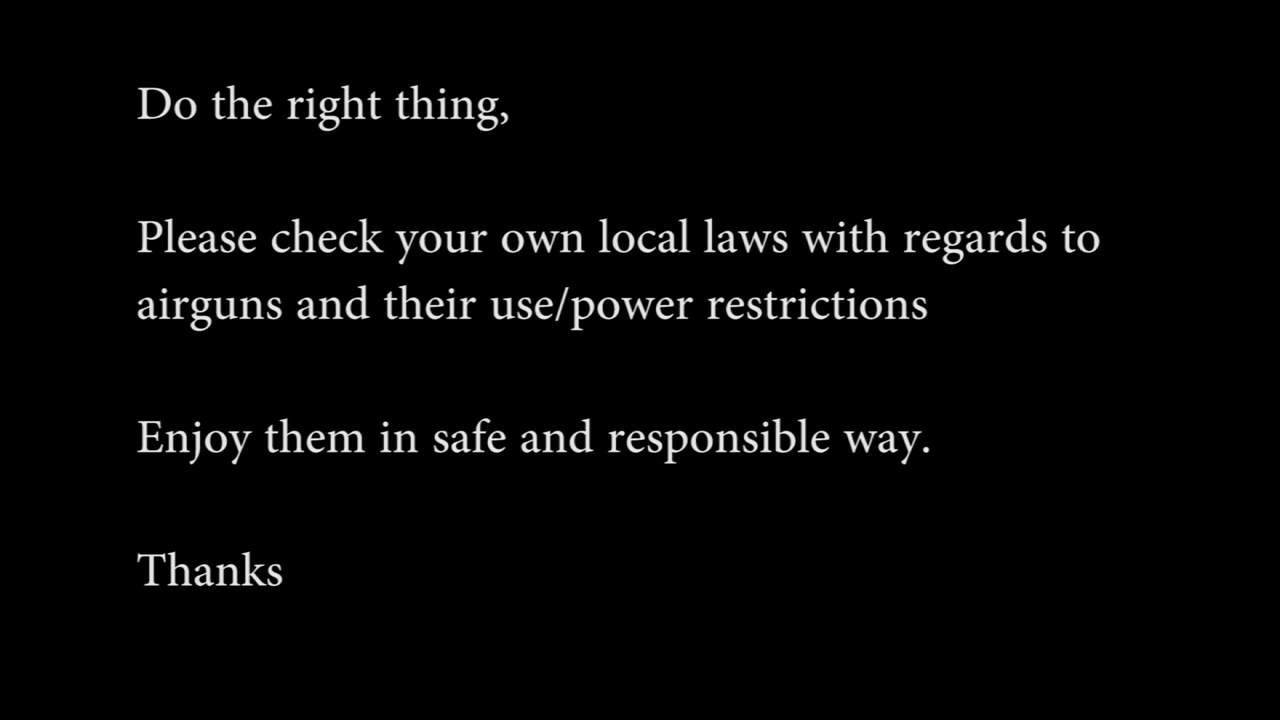 Do the right thing,
Please check your own local laws with regards to
airguns and their use/power restrictions
Enjoy them in safe and responsible way.
Thanks